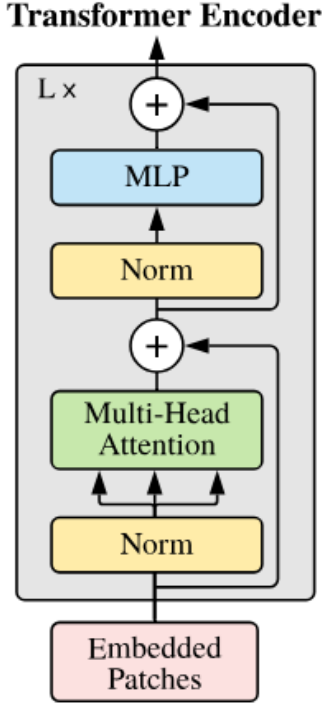 Transformer Encoder
L ×
+
MLP
Norm
+
Multi-Head
Attention
Norm
Embedded
Patches